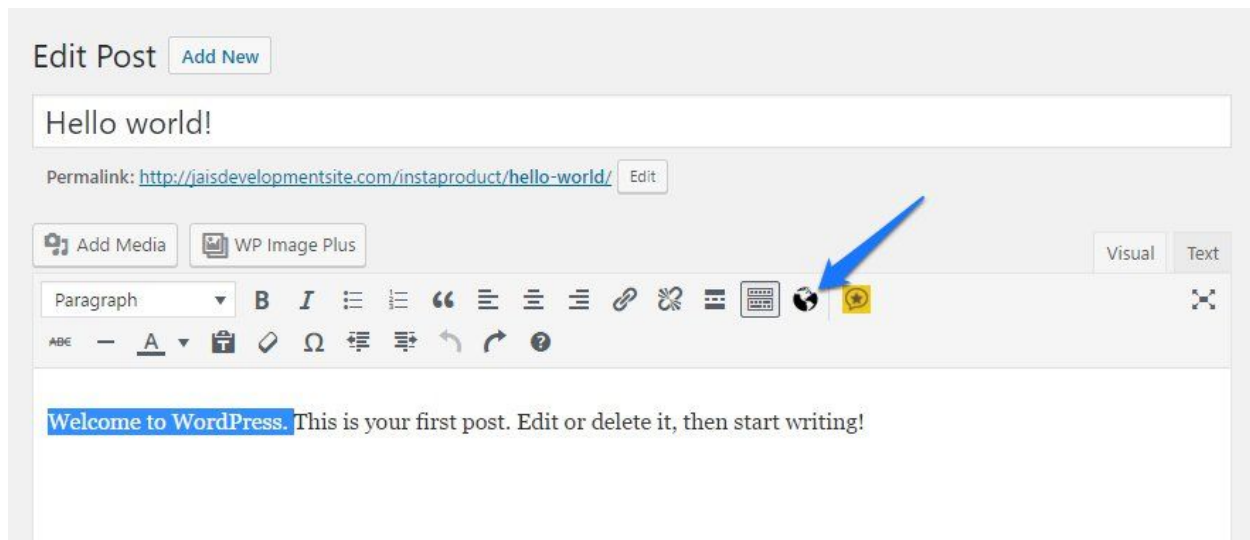 Edit Post Add New
Hello world!
Permalink: http://jaisdevelopmentsite.com/instaproduct/hello-world/ Edit
Add Media WP Image Plus Visual Text
Paragraph B I
ABC A Ω
Welcome to WordPress. This is your first post. Edit or delete it, then start writing!